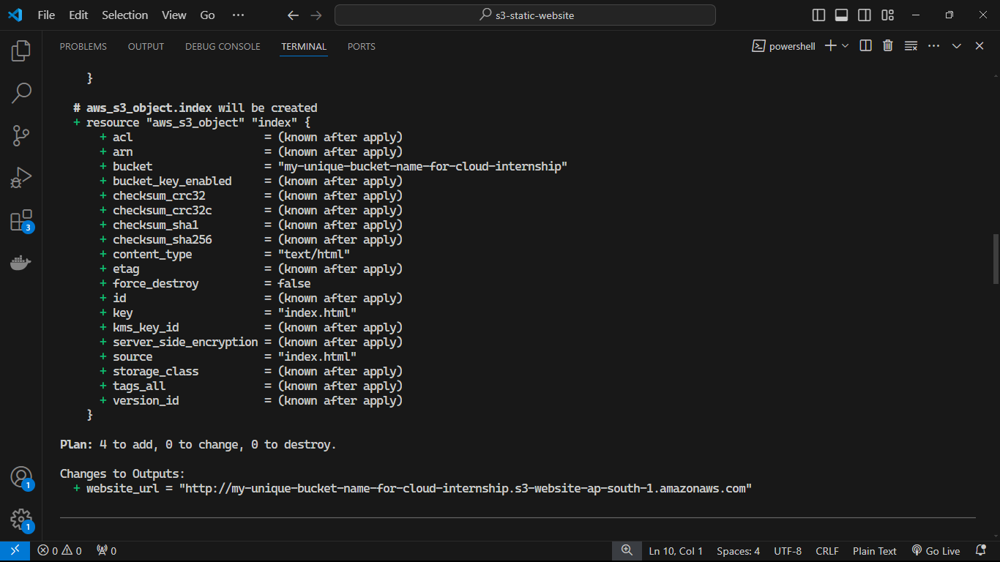 File Edit Selection View Go ··· s3-static-website
PROBLEMS OUTPUT DEBUG CONSOLE TERMINAL PORTS powershell
}
# aws_s3_object.index will be created
+ resource "aws_s3_object" "index" {
+ acl = (known after apply)
+ arn = (known after apply)
+ bucket = "my-unique-bucket-name-for-cloud-internship"
+ bucket_key_enabled = (known after apply)
+ checksum_crc32 = (known after apply)
+ checksum_crc32c = (known after apply)
+ checksum_sha1 = (known after apply)
+ checksum_sha256 = (known after apply)
+ content_type = "text/html"
+ etag = (known after apply)
+ force_destroy = false
+ id = (known after apply)
+ key = "index.html"
+ kms_key_id = (known after apply)
+ server_side_encryption = (known after apply)
+ source = "index.html"
+ storage_class = (known after apply)
+ tags_all = (known after apply)
+ version_id = (known after apply)
}
Plan: 4 to add, 0 to change, 0 to destroy.
Changes to Outputs:
+ website_url = "http://my-unique-bucket-name-for-cloud-internship.s3-website-ap-south-1.amazonaws.com"
3
1
1
0 0 0 Ln 10, Col 1 Spaces: 4 UTF-8 CRLF Plain Text Go Live